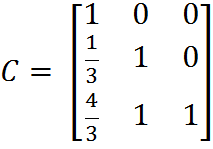 C = [1 0 0
1/3 1 0
4/3 1 1]